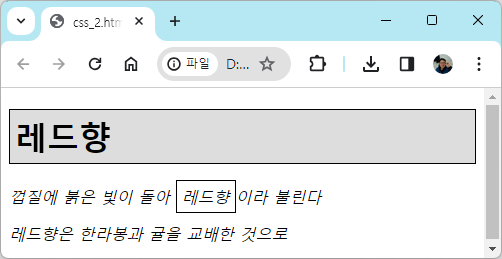 css_2.htm
파일
D:...
레드향
껍질에 붉은 빛이 돌아 레드향이라 불린다
레드향은 한라봉과 귤을 교배한 것으로